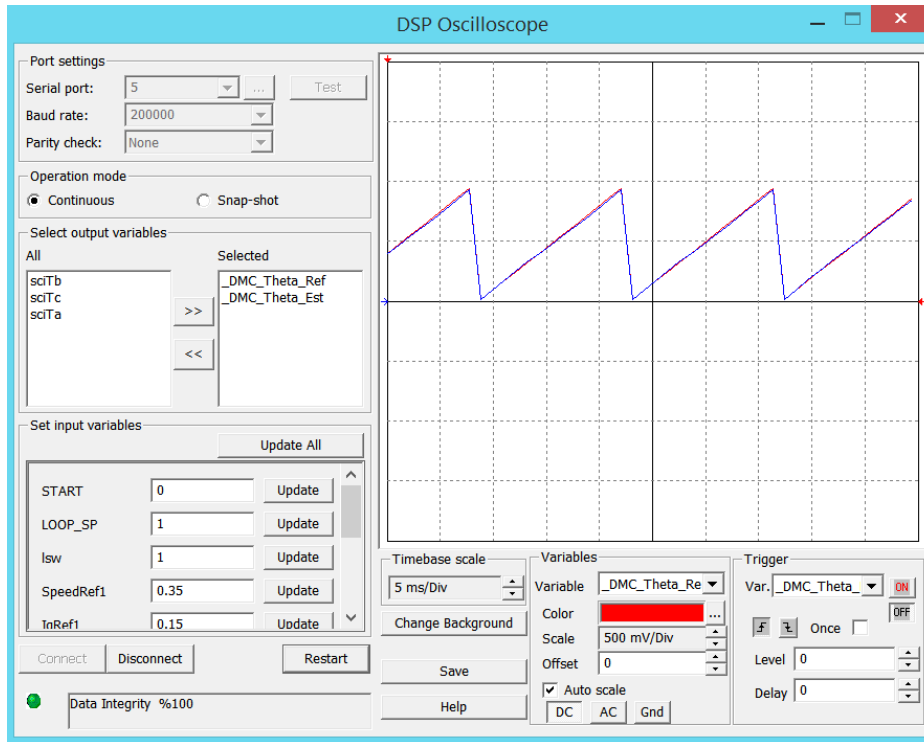 DSP Oscilloscope
Port settings
Serial port: 5 ... Test
Baud rate: 200000
Parity check: None
Operation mode
Continuous Snap-shot
Select output variables
All Selected
sciTb
sciTc
sciTa
>>
<<
_DMC_Theta_Ref
_DMC_Theta_Est
Set input variables
Update All
START 0 Update
LOOP_SP 1 Update
lsw 1 Update
SpeedRef1 0.35 Update
IqRef1 0.15 Update
Connect Disconnect Restart
Data Integrity %100
Timebase scale
5 ms/Div
Change Background
Save
Help
Variables
Variable _DMC_Theta_Re
Color ...
Scale 500 mV/Div
Offset 0
Auto scale
DC AC Gnd
Trigger
Var. _DMC_Theta_ ON
OFF
Once
Level 0
Delay 0